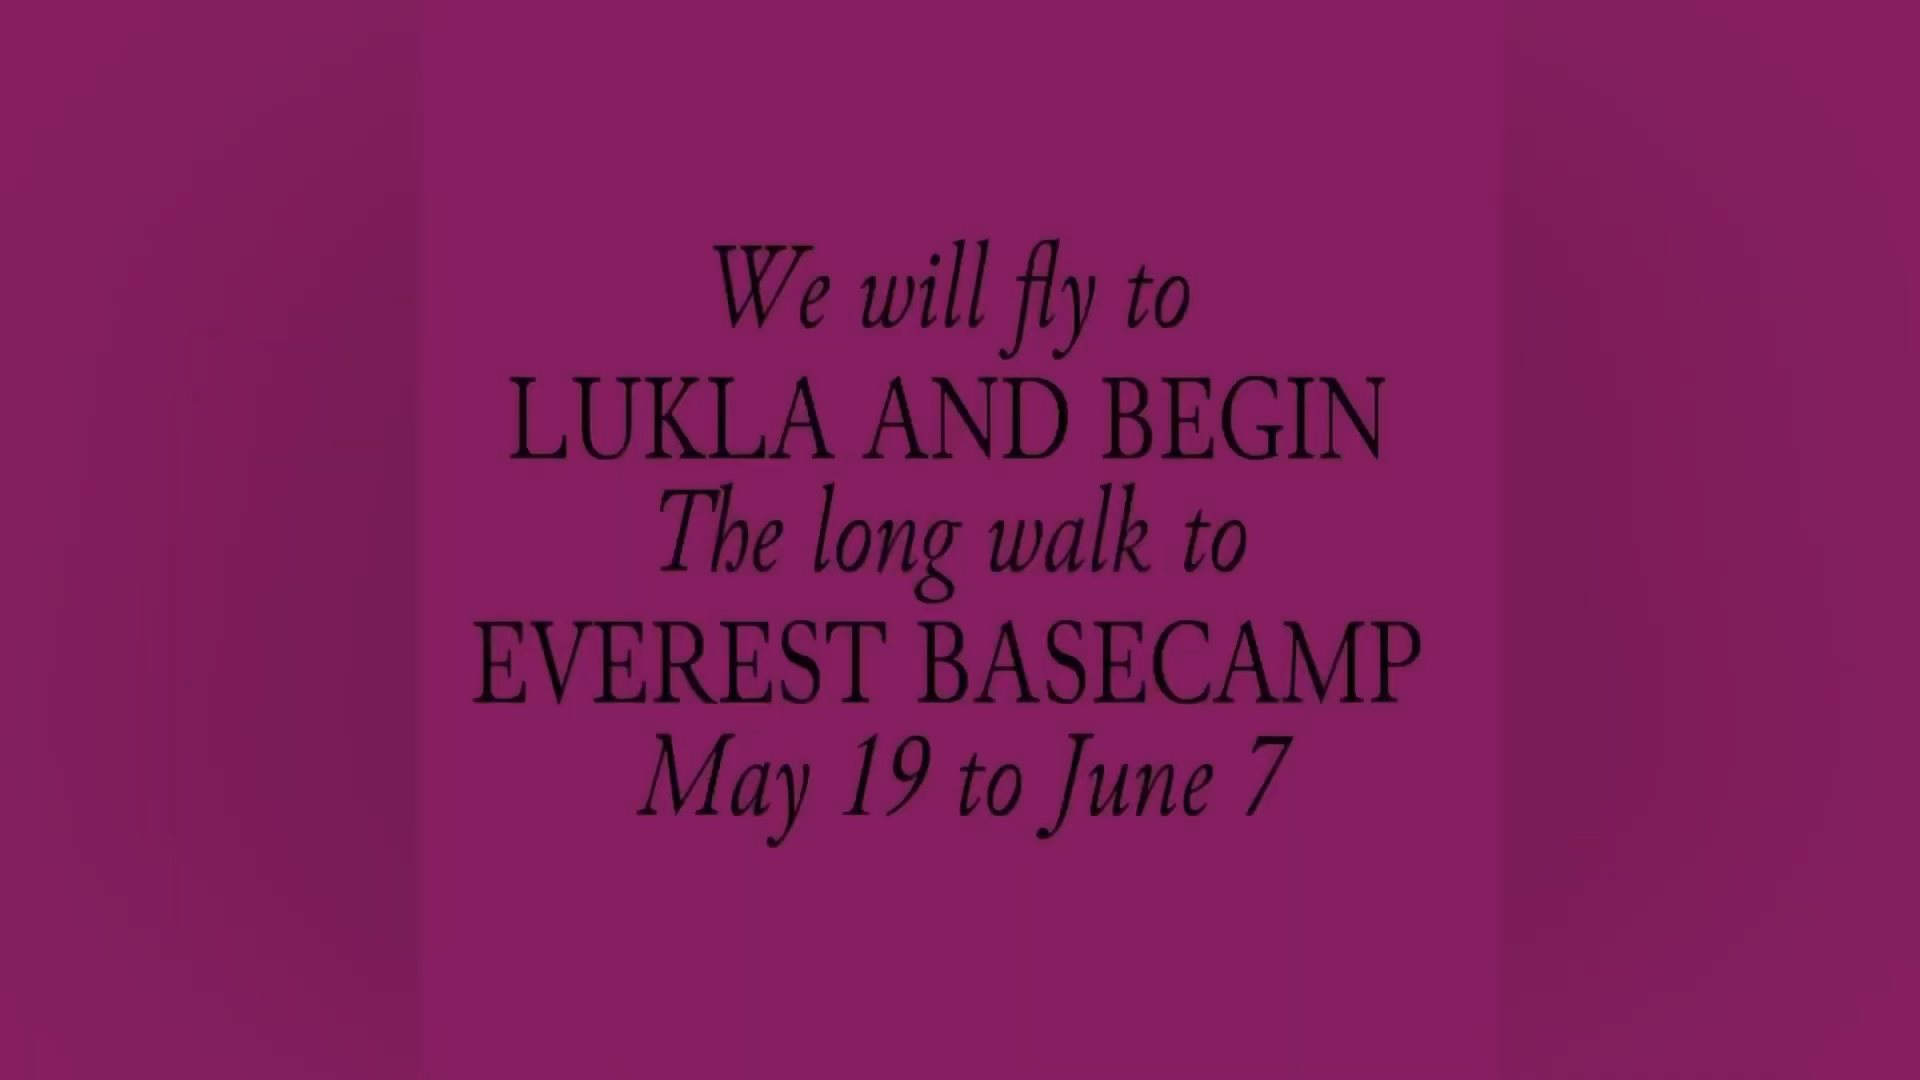 We will fly to
LUKLA AND BEGIN
The long walk to
EVEREST BASECAMP
May 19 to June 7